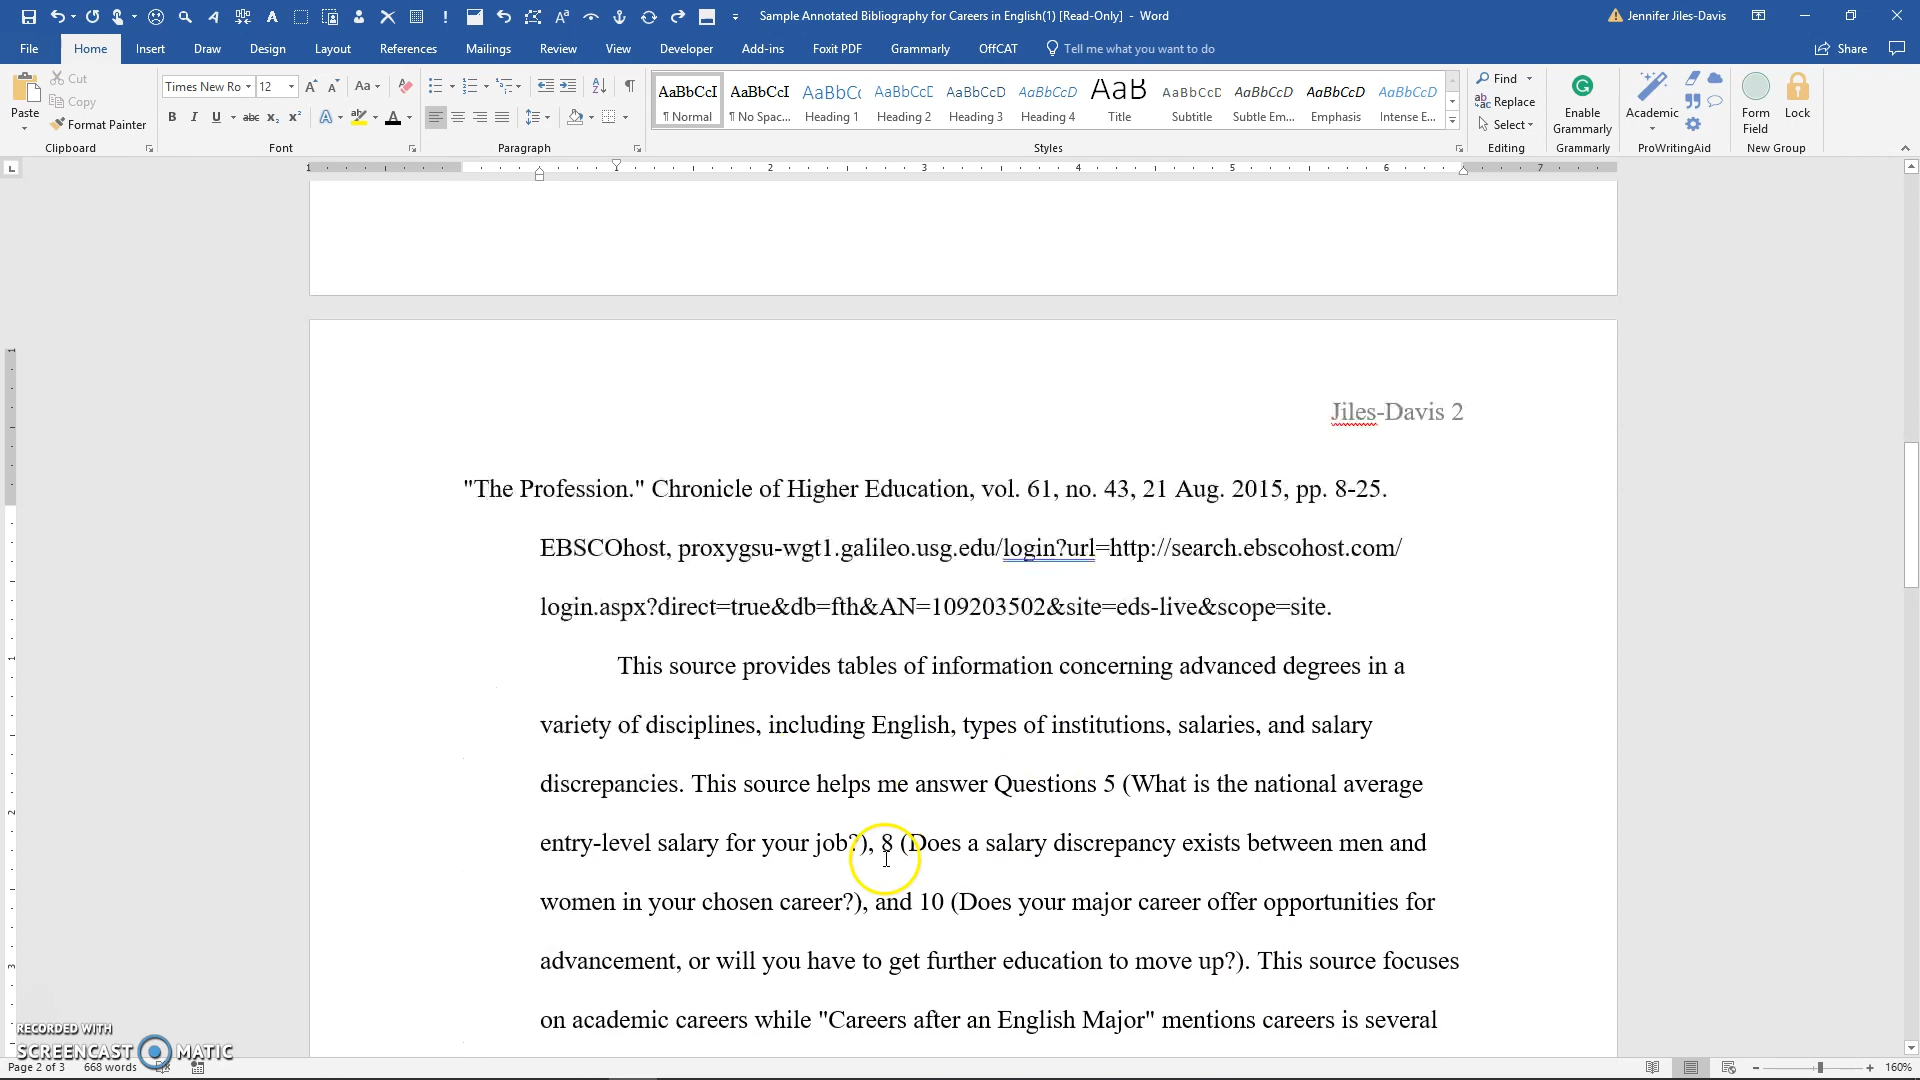 Sample Annotated Bibliography for Careers in English(1) [Read-Only] - Word
Jennifer Jiles-Davis
File Home Insert Draw Design Layout References Mailings Review View Developer Add-ins Foxit PDF Grammarly OffCAT Tell me what you want to do Share
Paste
Cut
Copy
Format Painter
Clipboard
Times New Ro 12
Font
Paragraph
AaBbCcI AaBbCcI AaBbCc AaBbCcDc AaBbCcD AaBbCcD AaB AaBbCcD AaBbCcD AaBbCcD AaBbCcD
¶ Normal ¶ No Spac... Heading 1 Heading 2 Heading 3 Heading 4 Title Subtitle Subtle Em... Emphasis Intense E...
Styles
Find
Replace
Select
Editing
Enable Grammarly
Grammarly
Academic
ProWritingAid
Form Field
Lock
New Group
1 1 2 3 4 5 6 7
Jiles-Davis 2
"The Profession." Chronicle of Higher Education, vol. 61, no. 43, 21 Aug. 2015, pp. 8-25.
EBSCOhost, proxygsu-wgt1.galileo.usg.edu/login?url=http://search.ebscohost.com/
login.aspx?direct=true&db=fth&AN=109203502&site=eds-live&scope=site.
This source provides tables of information concerning advanced degrees in a
variety of disciplines, including English, types of institutions, salaries, and salary
discrepancies. This source helps me answer Questions 5 (What is the national average
entry-level salary for your job?), 8 (Does a salary discrepancy exists between men and
women in your chosen career?), and 10 (Does your major career offer opportunities for
advancement, or will you have to get further education to move up?). This source focuses
on academic careers while "Careers after an English Major" mentions careers is several
RECORDED WITH
SCREENCAST MATIC
Page 2 of 3 668 words
160%